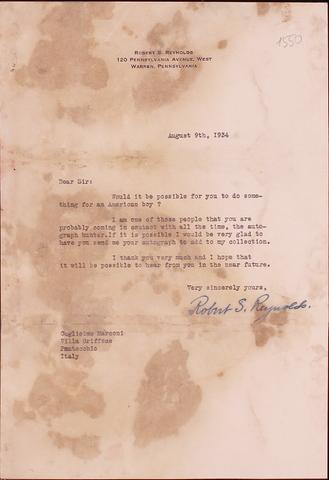 1550
ROBERT S. REYNOLDS
120 PENNSYLVANIA AVENUE, WEST
WARREN, PENNSYLVANIA
August 9th, 1934
Dear Sir:
Would it be possible for you to do some-
thing for an American boy ?
I am one of those people that you are
probably coming in contact with all the time, the auto-
graph hunter.If it is possible I would be very glad to
have you send me your autograph to add to my collection.
I thank you very much and I hope that
it will be possible to hear from you in the near future.
Very sincerely yours,
Robert S. Reynolds.
Guglielmo Marconi
Villa Griffone
Pontecchio
Italy